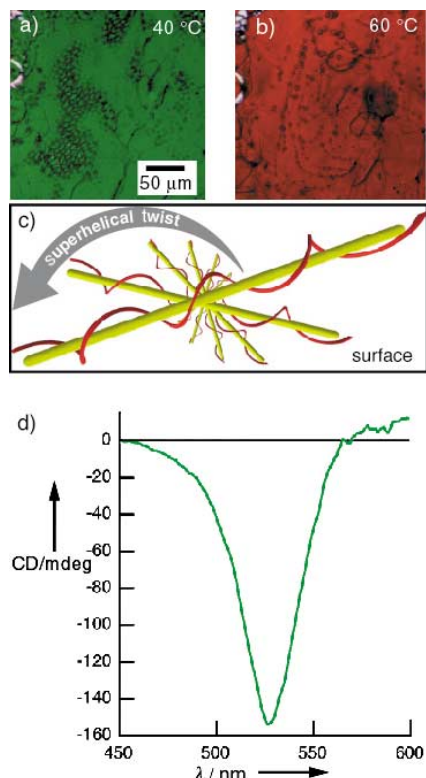 a) 40 °C
b) 60 °C
50 µm
c)
superhelical twist
surface
d)
0
-20
-40
-60
CD/mdeg
-80
-100
-120
-140
-160
450 500 550 600
λ / nm